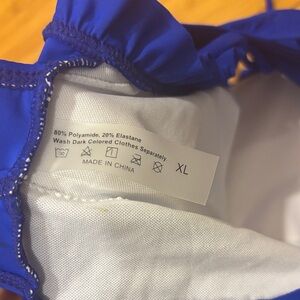 80% Polyamide, 20% Elastane
Wash Dark Colored Clothes Separately
MADE IN CHINA
XL